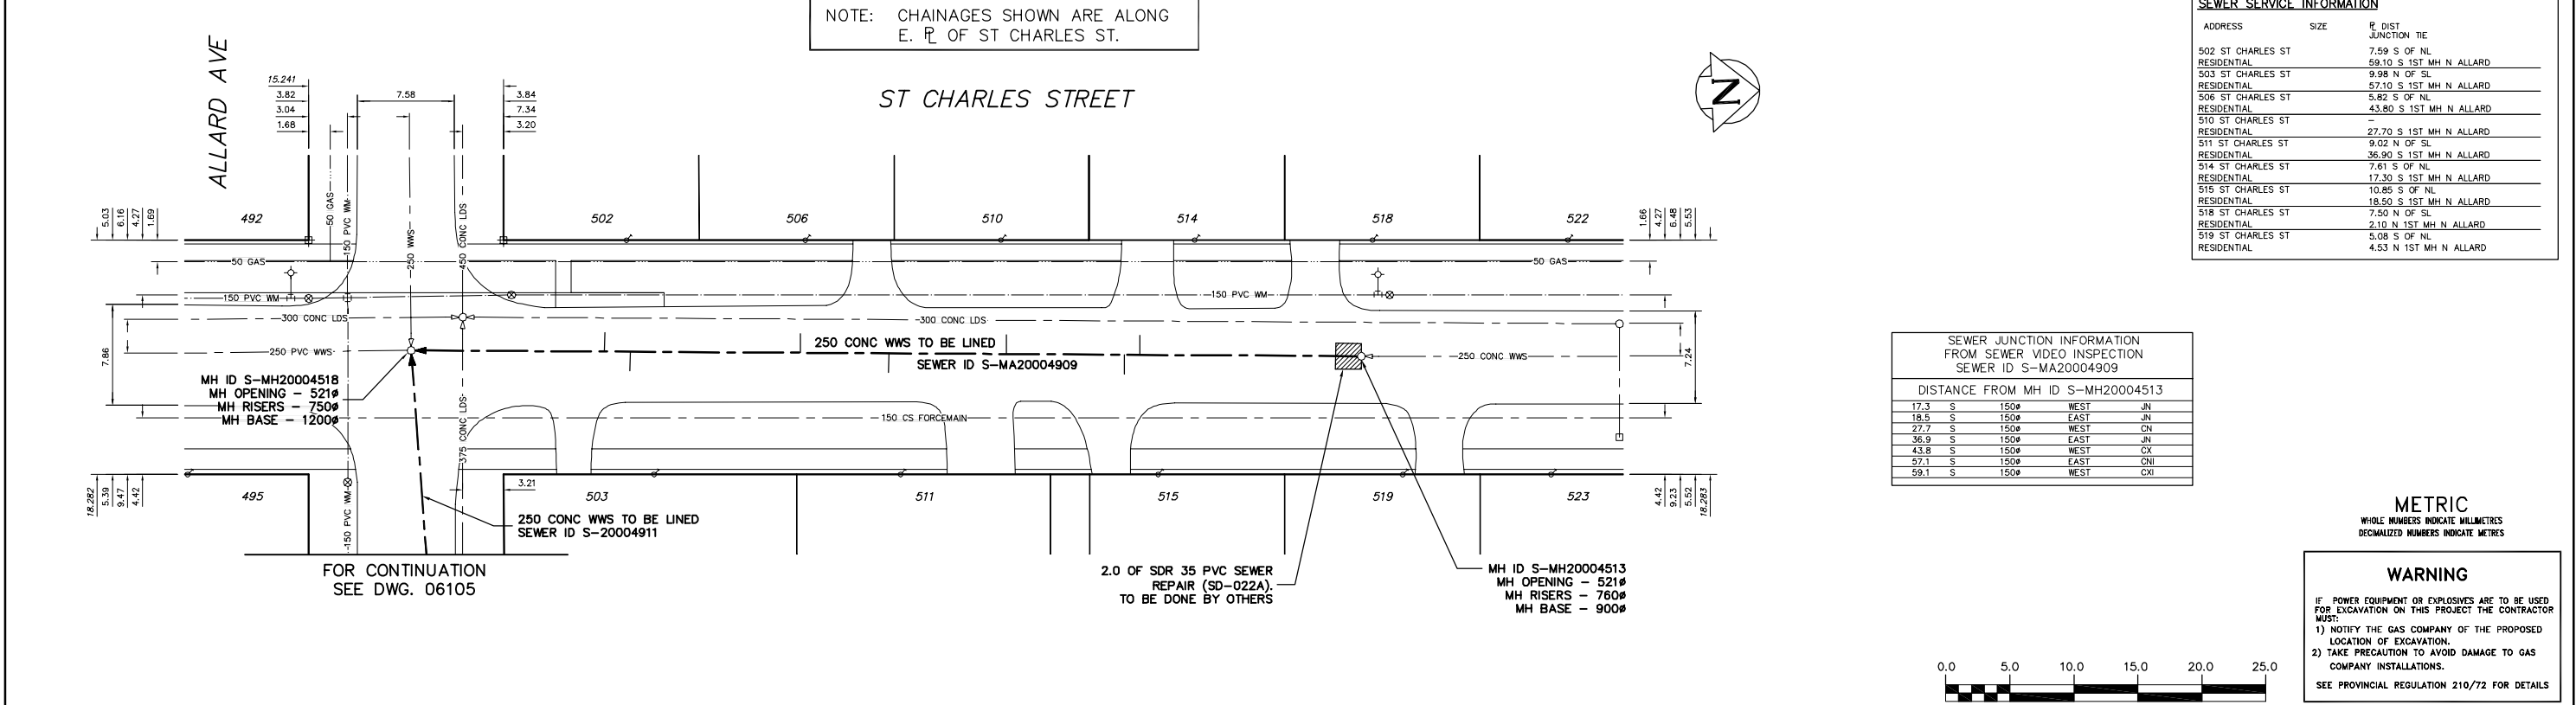 NOTE: CHAINAGES SHOWN ARE ALONG
E. ℄ OF ST CHARLES ST.
ALLARD AVE
ST CHARLES STREET
N
15.241
3.82
3.04
1.68
7.58
3.84
7.34
3.20
5.03
6.16
4.27
1.69
492
502
506
510
514
518
522
1.66
4.27
6.48
5.53
50 GAS
150 PVC WM
250 WWS
450 CONC LDS
50 GAS
50 GAS
150 PVC WM
150 PVC WM
300 CONC LDS
300 CONC LDS
250 PVC WWS
250 CONC WWS TO BE LINED
SEWER ID S-MA20004909
250 CONC WWS
7.86
7.24
MH ID S-MH20004518
MH OPENING - 521ø
MH RISERS - 750ø
MH BASE - 1200ø
375 CONC LDS
150 CS FORCEMAIN
18.282
5.39
9.47
4.42
495
150 PVC WM
3.21
503
511
515
519
523
4.42
9.23
5.52
18.283
250 CONC WWS TO BE LINED
SEWER ID S-20004911
FOR CONTINUATION
SEE DWG. 06105
2.0 OF SDR 35 PVC SEWER
REPAIR (SD-022A).
TO BE DONE BY OTHERS
MH ID S-MH20004513
MH OPENING - 521ø
MH RISERS - 760ø
MH BASE - 900ø
SEWER SERVICE INFORMATION
ADDRESS SIZE ℄ DIST
JUNCTION TIE
502 ST CHARLES ST 7.59 S OF NL
RESIDENTIAL 59.10 S 1ST MH N ALLARD
503 ST CHARLES ST 9.98 N OF SL
RESIDENTIAL 57.10 S 1ST MH N ALLARD
506 ST CHARLES ST 5.82 S OF NL
RESIDENTIAL 43.80 S 1ST MH N ALLARD
510 ST CHARLES ST -
RESIDENTIAL 27.70 S 1ST MH N ALLARD
511 ST CHARLES ST 9.02 N OF SL
RESIDENTIAL 36.90 S 1ST MH N ALLARD
514 ST CHARLES ST 7.61 S OF NL
RESIDENTIAL 17.30 S 1ST MH N ALLARD
515 ST CHARLES ST 10.85 S OF NL
RESIDENTIAL 18.50 S 1ST MH N ALLARD
518 ST CHARLES ST 7.50 N OF SL
RESIDENTIAL 2.10 N 1ST MH N ALLARD
519 ST CHARLES ST 5.08 S OF NL
RESIDENTIAL 4.53 N 1ST MH N ALLARD
SEWER JUNCTION INFORMATION
FROM SEWER VIDEO INSPECTION
SEWER ID S-MA20004909
DISTANCE FROM MH ID S-MH20004513
17.3 S 150ø WEST JN
18.5 S 150ø EAST JN
27.7 S 150ø WEST CN
36.9 S 150ø EAST JN
43.8 S 150ø WEST CX
57.1 S 150ø EAST CNI
59.1 S 150ø WEST CXI
METRIC
WHOLE NUMBERS INDICATE MILLIMETRES
DECIMALIZED NUMBERS INDICATE METRES
WARNING
IF POWER EQUIPMENT OR EXPLOSIVES ARE TO BE USED
FOR EXCAVATION ON THIS PROJECT THE CONTRACTOR
MUST:
1) NOTIFY THE GAS COMPANY OF THE PROPOSED
LOCATION OF EXCAVATION.
2) TAKE PRECAUTION TO AVOID DAMAGE TO GAS
COMPANY INSTALLATIONS.
SEE PROVINCIAL REGULATION 210/72 FOR DETAILS
0.0 5.0 10.0 15.0 20.0 25.0